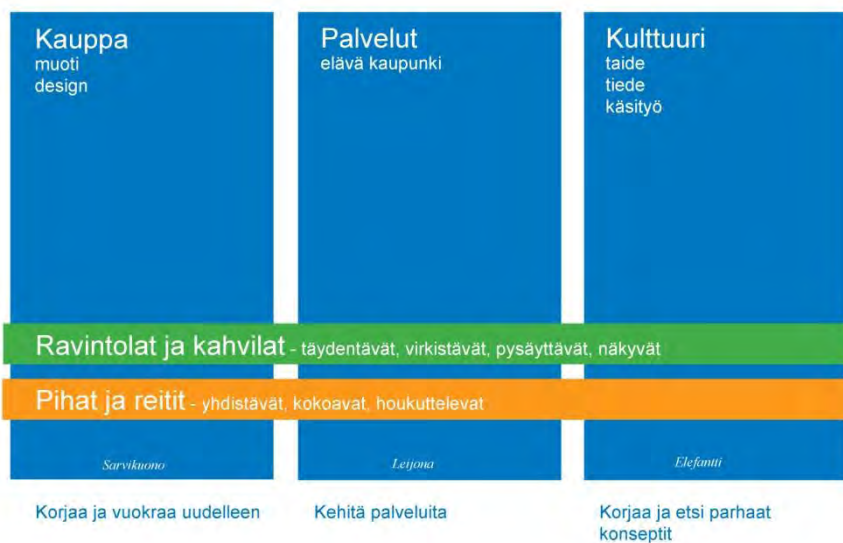 Kauppa
muoti
design
Palvelut
elävä kaupunki
Kulttuuri
taide
tiede
käsityö
Ravintolat ja kahvilat - täydentävät, virkistävät, pysäyttävät, näkyvät
Pihat ja reitit - yhdistävät, kokoavat, houkuttelevat
Sarvikuono
Leijona
Elefantti
Korjaa ja vuokraa uudelleen
Kehitä palveluita
Korjaa ja etsi parhaat
konseptit